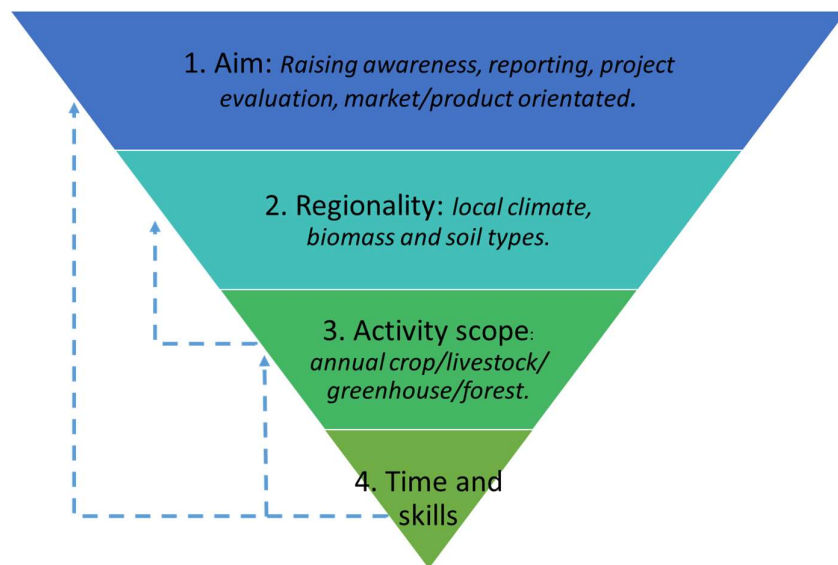 1. Aim: Raising awareness, reporting, project
evaluation, market/product orientated.
2. Regionality: local climate,
biomass and soil types.
3. Activity scope:
annual crop/livestock/
greenhouse/forest.
4. Time and
skills